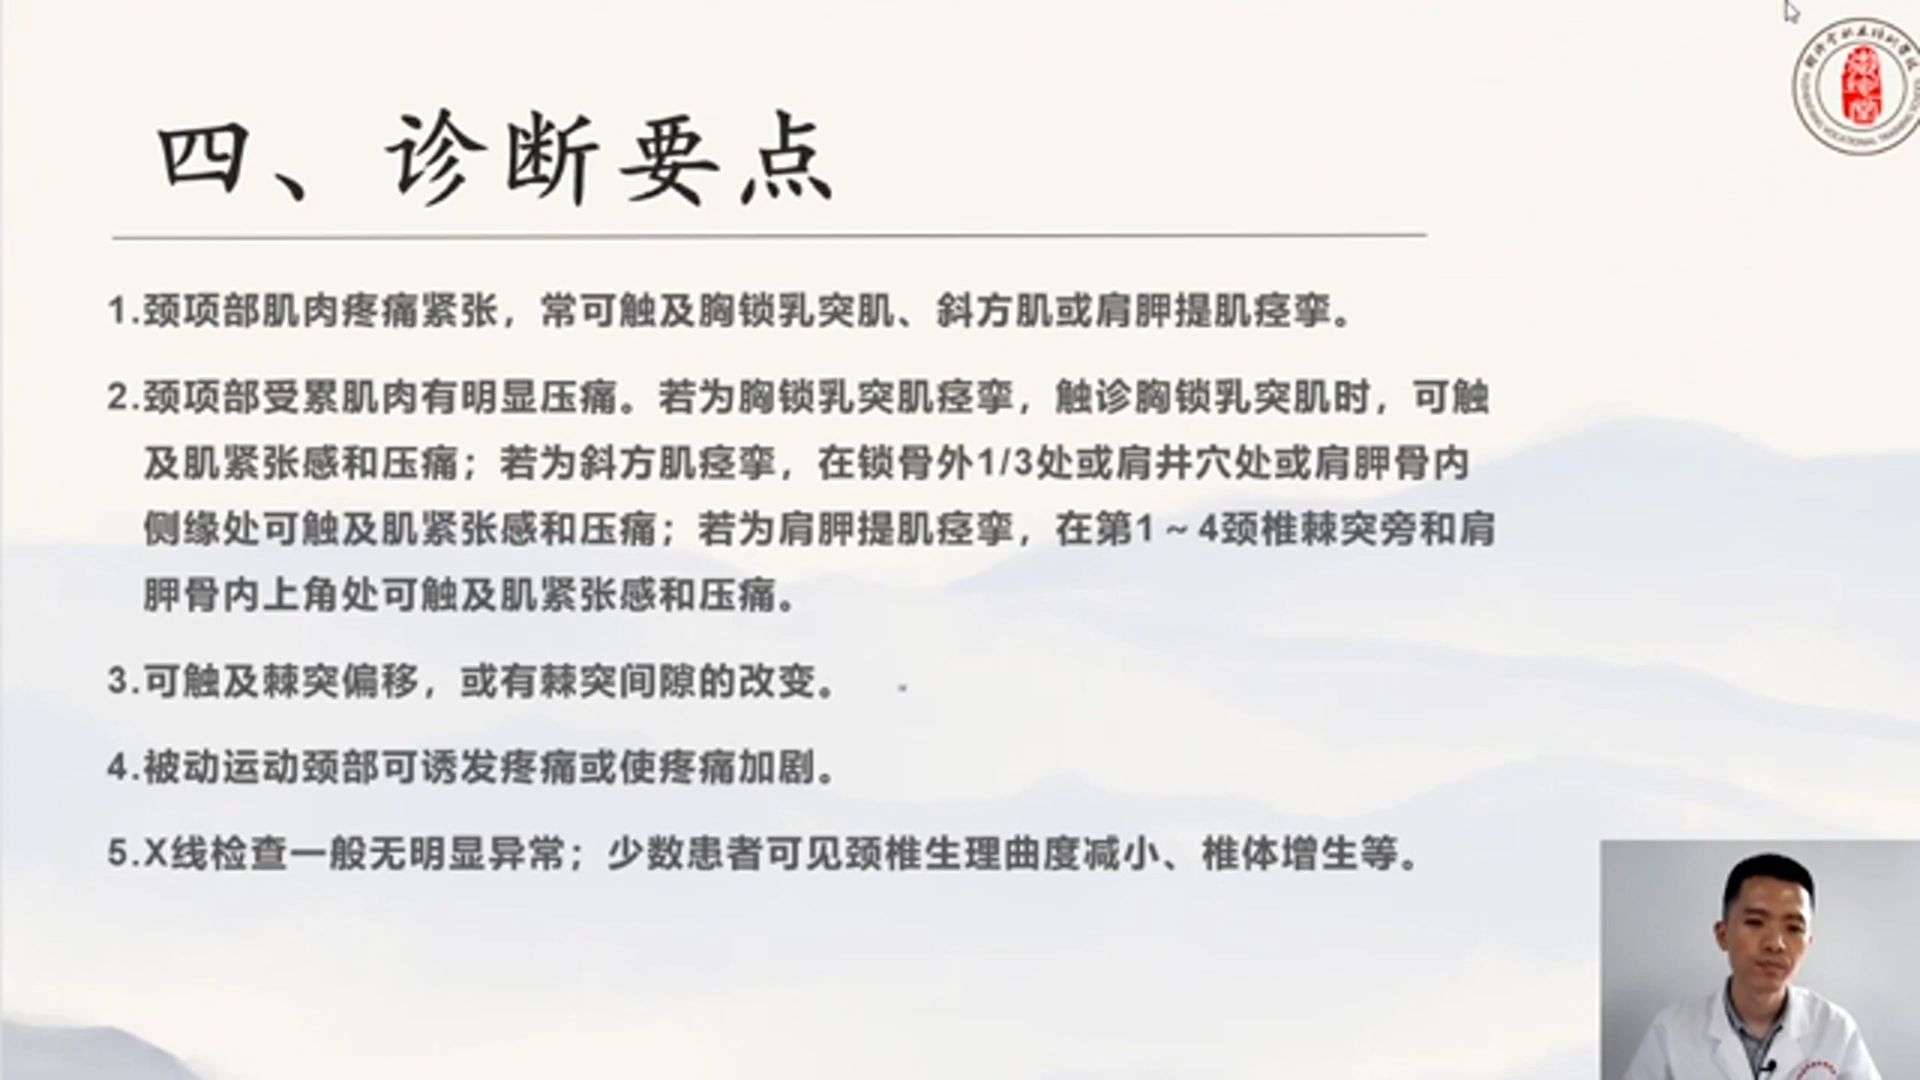 四、诊断要点
1.颈项部肌肉疼痛紧张，常可触及胸锁乳突肌、斜方肌或肩胛提肌痉挛。
2.颈项部受累肌肉有明显压痛。若为胸锁乳突肌痉挛，触诊胸锁乳突肌时，可触
及肌紧张感和压痛；若为斜方肌痉挛，在锁骨外1/3处或肩井穴处或肩胛骨内
侧缘处可触及肌紧张感和压痛；若为肩胛提肌痉挛，在第1～4颈椎棘突旁和肩
胛骨内上角处可触及肌紧张感和压痛。
3.可触及棘突偏移，或有棘突间隙的改变。
4.被动运动颈部可诱发疼痛或使疼痛加剧。
5.X线检查一般无明显异常；少数患者可见颈椎生理曲度减小、椎体增生等。